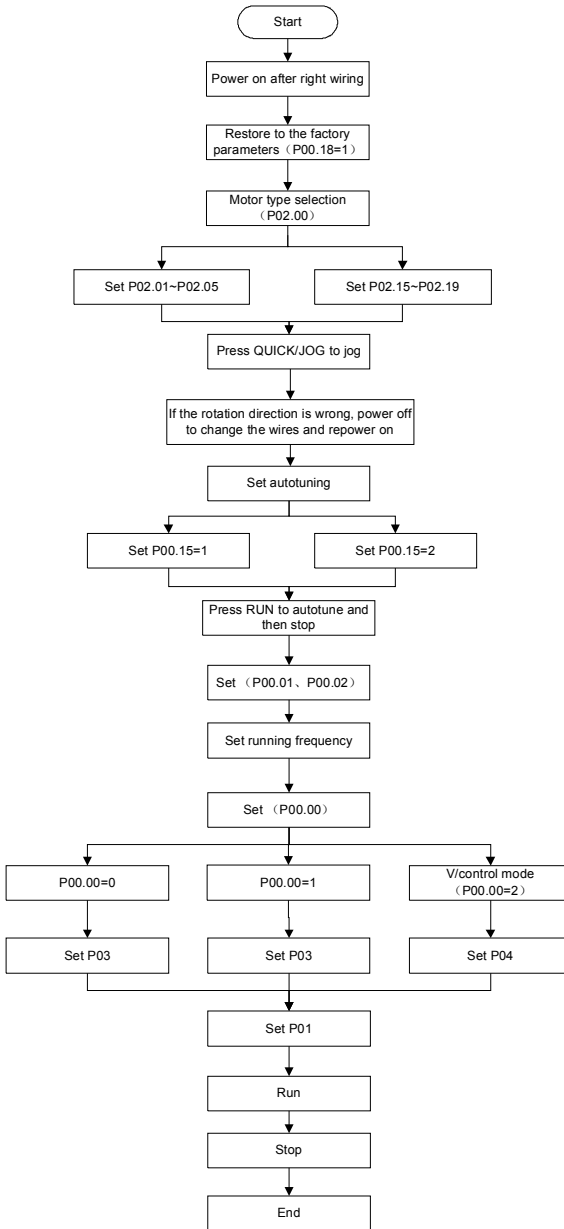 Start
Power on after right wiring
Restore to the factory
parameters（P00.18=1）
Motor type selection
（P02.00）
Set P02.01~P02.05
Set P02.15~P02.19
Press QUICK/JOG to jog
If the rotation direction is wrong, power off
to change the wires and repower on
Set autotuning
Set P00.15=1
Set P00.15=2
Press RUN to autotune and
then stop
Set （P00.01、P00.02）
Set running frequency
Set （P00.00）
P00.00=0
P00.00=1
V/control mode
（P00.00=2）
Set P03
Set P03
Set P04
Set P01
Run
Stop
End